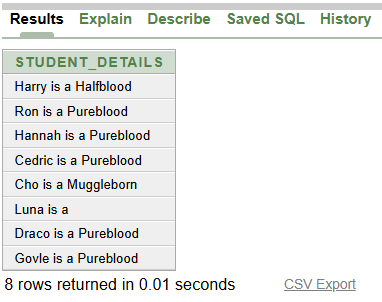 Results Explain Describe Saved SQL History
STUDENT_DETAILS
Harry is a Halfblood
Ron is a Pureblood
Hannah is a Pureblood
Cedric is a Pureblood
Cho is a Muggleborn
Luna is a
Draco is a Pureblood
Govle is a Pureblood
8 rows returned in 0.01 seconds CSV Export